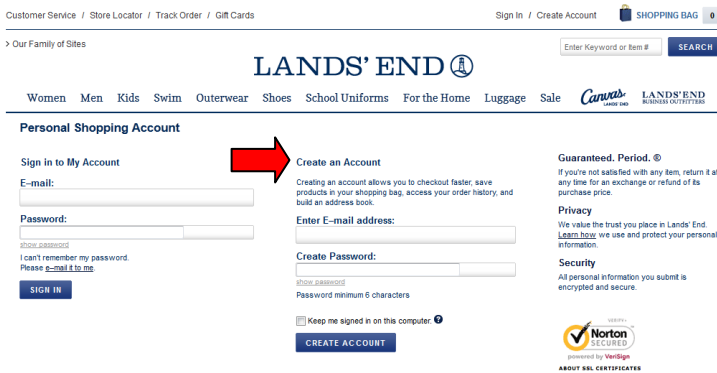 Customer Service / Store Locator / Track Order / Gift Cards
Sign In / Create Account SHOPPING BAG 0
> Our Family of Sites
Enter Keyword or Item # SEARCH
LANDS' END
Women Men Kids Swim Outerwear Shoes School Uniforms For the Home Luggage Sale Canvas LANDS' END LANDS'END BUSINESS OUTFITTERS
Personal Shopping Account
Sign in to My Account
E-mail:
Password:
show password
I can't remember my password.
Please e-mail it to me.
SIGN IN
Create an Account
Creating an account allows you to checkout faster, save
products in your shopping bag, access your order history, and
build an address book.
Enter E-mail address:
Create Password:
show password
Password minimum 6 characters
Keep me signed in on this computer. ?
CREATE ACCOUNT
Guaranteed. Period. ®
If you're not satisfied with any item, return it at
any time for an exchange or refund of its
purchase price.
Privacy
We value the trust you place in Lands' End.
Learn how we use and protect your personal
information.
Security
All personal information you submit is
encrypted and secure.
Norton
SECURED
powered by VeriSign
ABOUT SSL CERTIFICATES